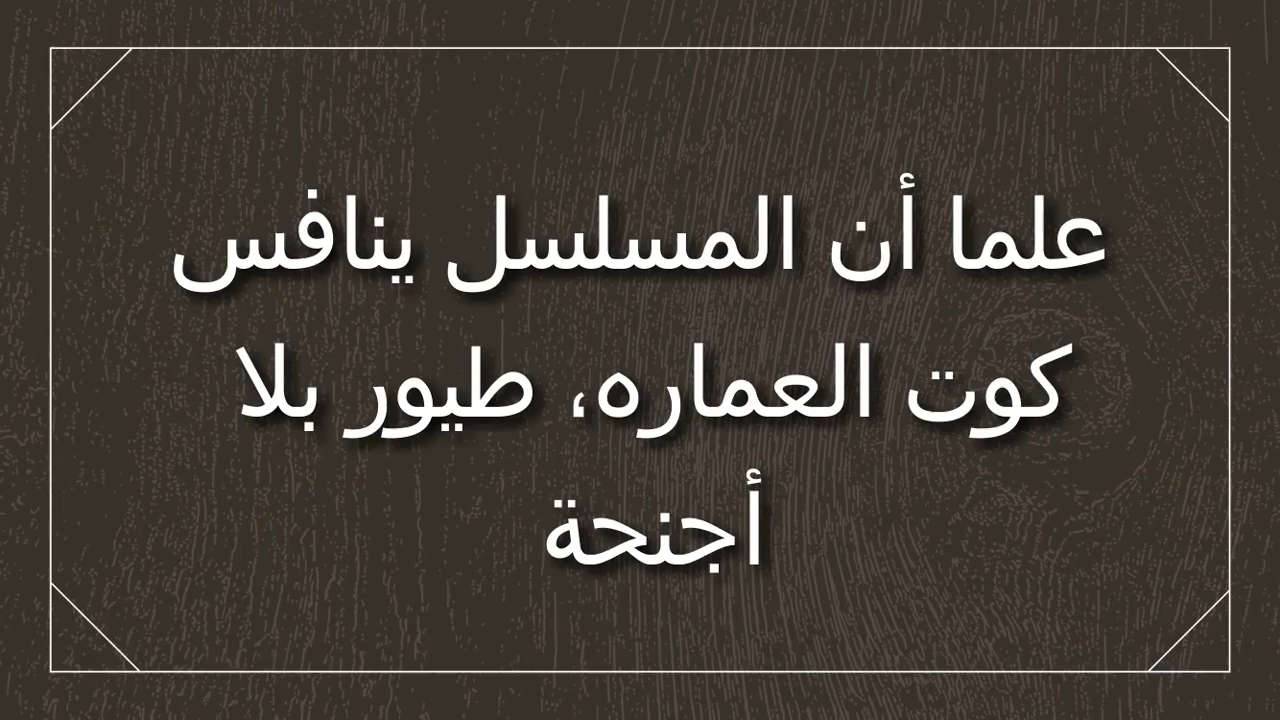 علما أن المسلسل ينافس
كوت العماره، طيور بلا
أجنحة